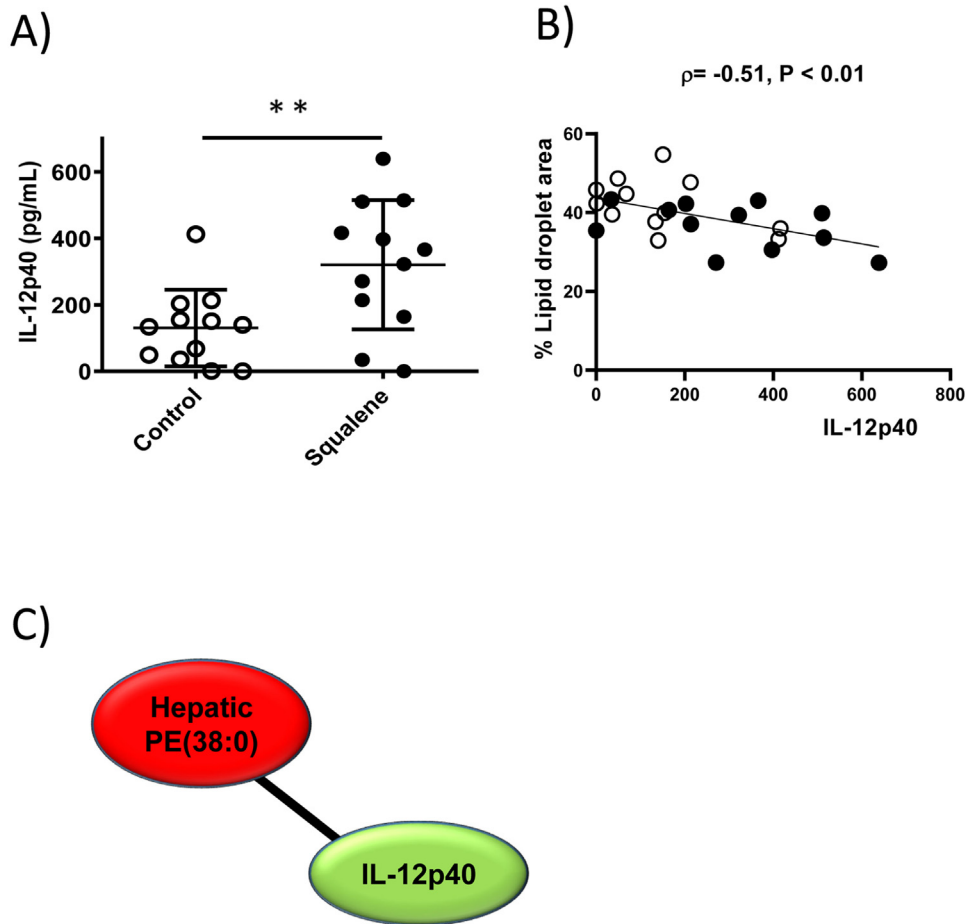 A)
* *
IL-12p40 (pg/mL)
600
400
200
0
Control
Squalene
B)
ρ= -0.51, P < 0.01
% Lipid droplet area
60
40
20
0
0 200 400 600 800
IL-12p40
C)
Hepatic
PE(38:0)
IL-12p40